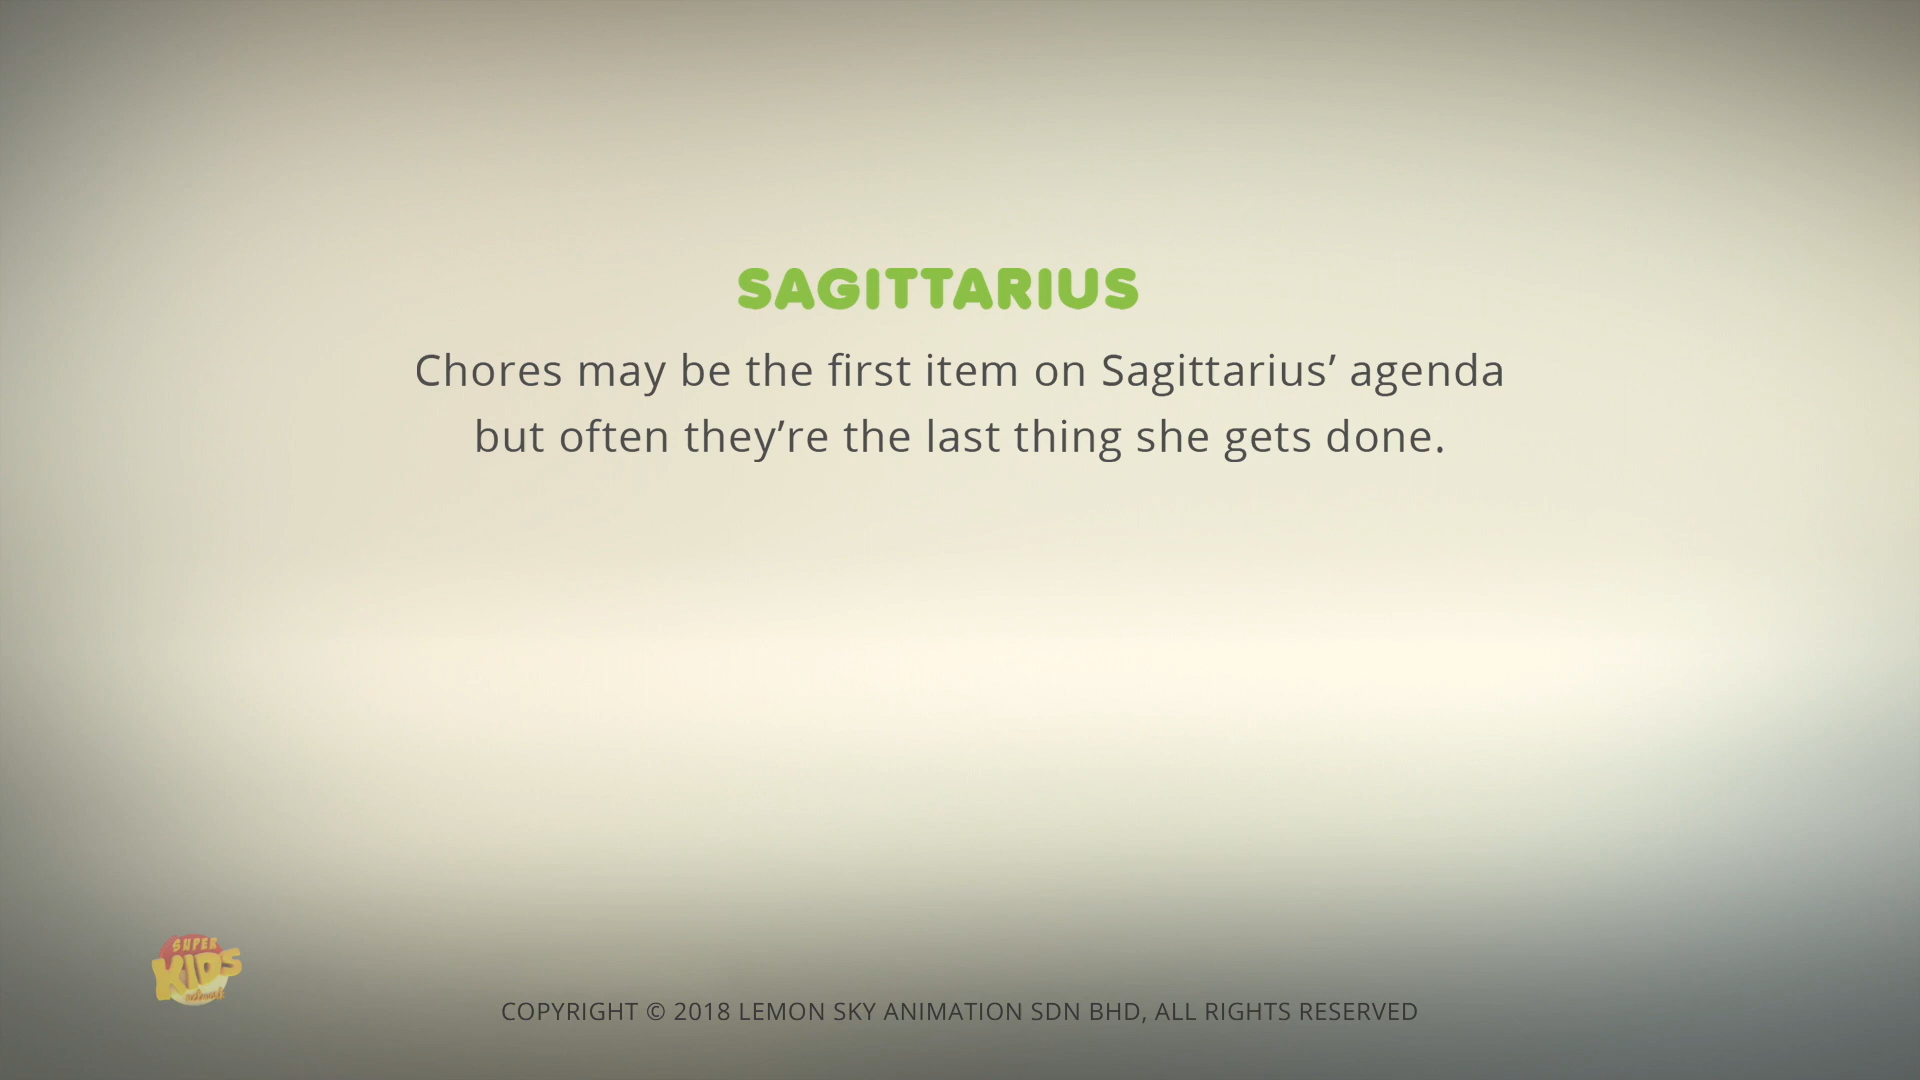 SAGITTARIUS
Chores may be the first item on Sagittarius’ agenda
but often they’re the last thing she gets done.
SUPER
KIDS
network
COPYRIGHT © 2018 LEMON SKY ANIMATION SDN BHD, ALL RIGHTS RESERVED